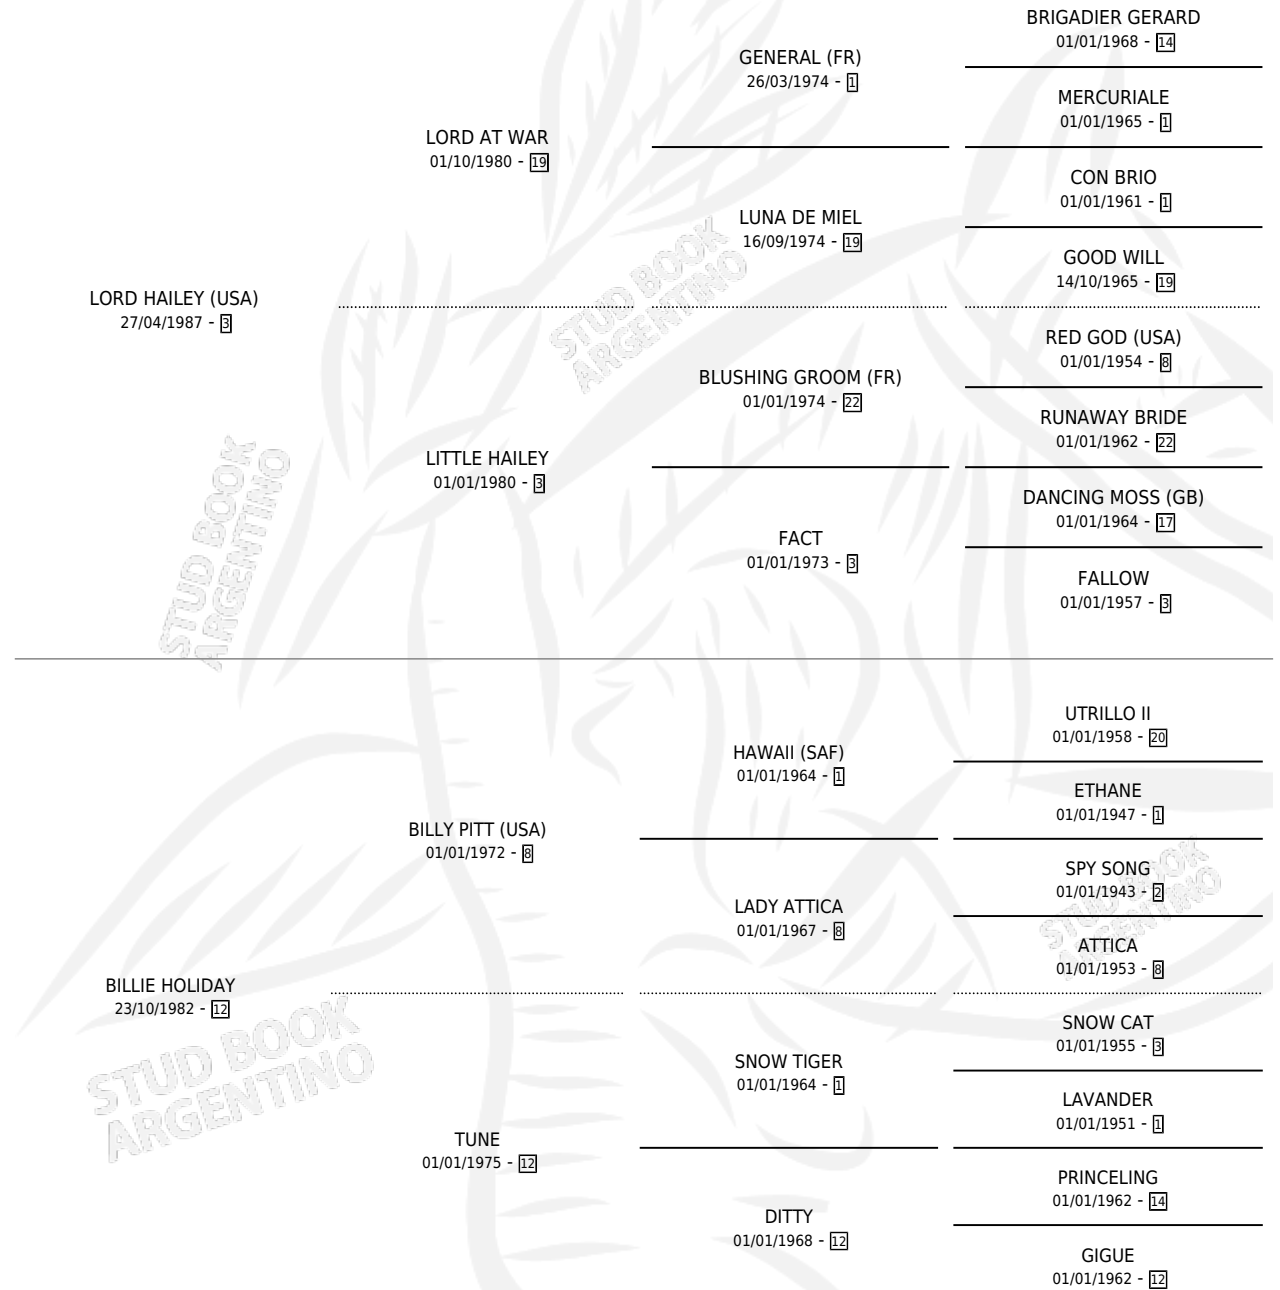 BRIGADIER GERARD
01/01/1968 - 14
GENERAL (FR)
26/03/1974 - 1
MERCURIALE
01/01/1965 - 1
LORD AT WAR
01/10/1980 - 19
CON BRIO
01/01/1961 - 1
LUNA DE MIEL
16/09/1974 - 19
GOOD WILL
14/10/1965 - 19
LORD HAILEY (USA)
27/04/1987 - 3
RED GOD (USA)
01/01/1954 - 8
BLUSHING GROOM (FR)
01/01/1974 - 22
RUNAWAY BRIDE
01/01/1962 - 22
LITTLE HAILEY
01/01/1980 - 3
DANCING MOSS (GB)
01/01/1964 - 17
FACT
01/01/1973 - 3
FALLOW
01/01/1957 - 3
UTRILLO II
01/01/1958 - 20
HAWAII (SAF)
01/01/1964 - 1
ETHANE
01/01/1947 - 1
BILLY PITT (USA)
01/01/1972 - 8
SPY SONG
01/01/1943 - 2
LADY ATTICA
01/01/1967 - 8
ATTICA
01/01/1953 - 8
BILLIE HOLIDAY
23/10/1982 - 12
SNOW CAT
01/01/1955 - 3
SNOW TIGER
01/01/1964 - 1
LAVANDER
01/01/1951 - 1
TUNE
01/01/1975 - 12
PRINCELING
01/01/1962 - 14
DITTY
01/01/1968 - 12
GIGUE
01/01/1962 - 12
STUD BOOK
ARGENTINO
STUD BOOK
ARGENTINO
STUD BOOK
ARGENTINO
STUD BOOK
ARGENTINO